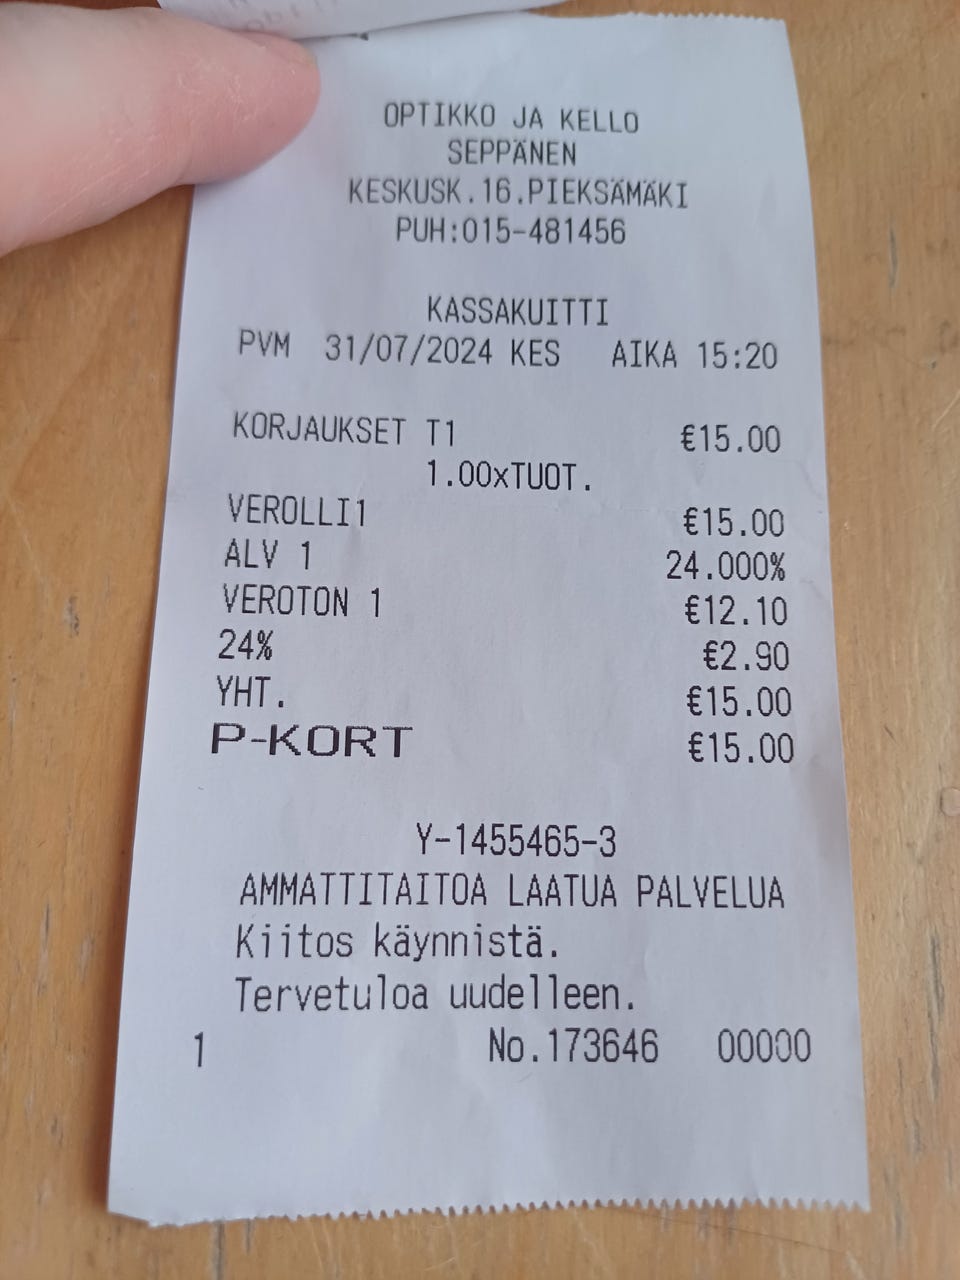 OPTIKKO JA KELLO
SEPPÄNEN
KESKUSK.16.PIEKSÄMÄKI
PUH:015-481456
KASSAKUITTI
PVM 31/07/2024 KES AIKA 15:20
KORJAUKSET T1 €15.00
1.00xTUOT.
VEROLLI1 €15.00
ALV 1 24.000%
VEROTON 1 €12.10
24% €2.90
YHT. €15.00
P-KORT €15.00
Y-1455465-3
AMMATTITAITOA LAATUA PALVELUA
Kiitos käynnistä.
Tervetuloa uudelleen.
1 No.173646 00000